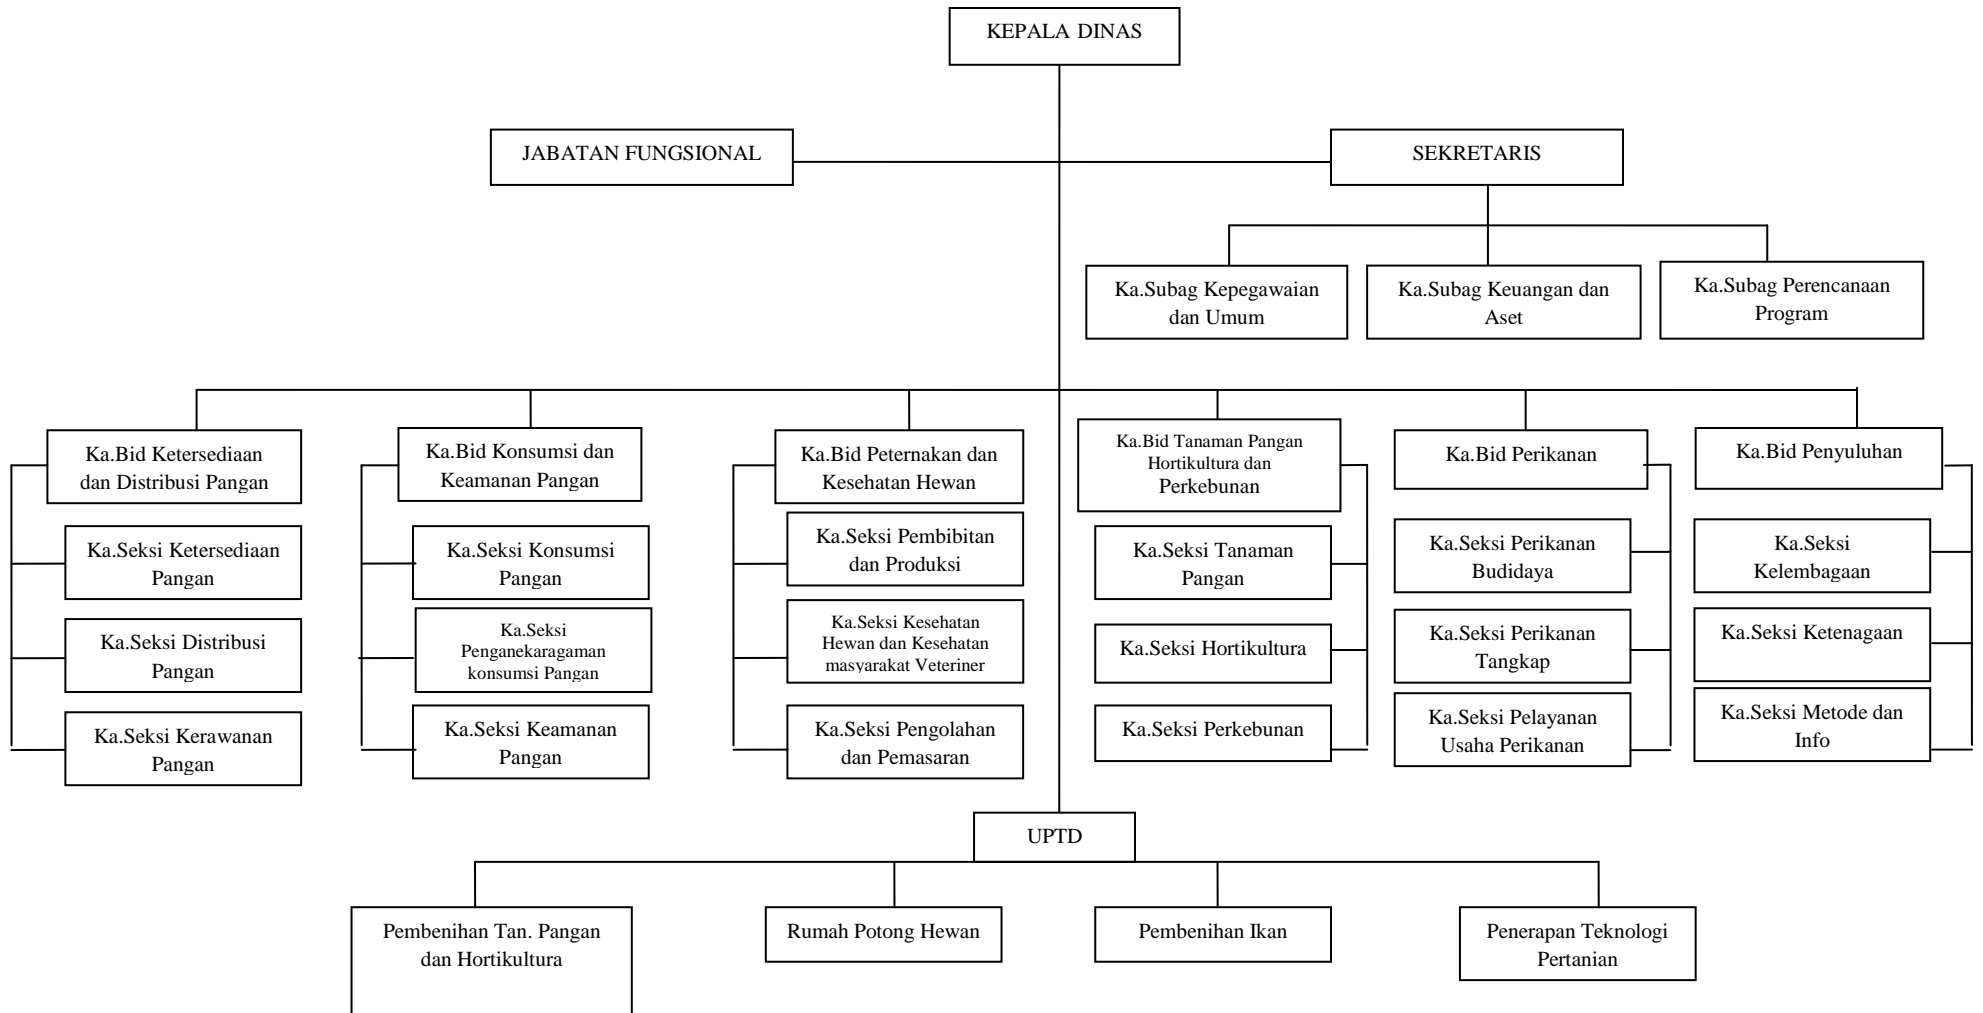 KEPALA DINAS
JABATAN FUNGSIONAL
SEKRETARIS
Ka.Subag Kepegawaian
dan Umum
Ka.Subag Keuangan dan
Aset
Ka.Subag Perencanaan
Program
Ka.Bid Ketersediaan
dan Distribusi Pangan
Ka.Bid Konsumsi dan
Keamanan Pangan
Ka.Bid Peternakan dan
Kesehatan Hewan
Ka.Bid Tanaman Pangan
Hortikultura dan
Perkebunan
Ka.Bid Perikanan
Ka.Bid Penyuluhan
Ka.Seksi Ketersediaan
Pangan
Ka.Seksi Konsumsi
Pangan
Ka.Seksi Pembibitan
dan Produksi
Ka.Seksi Tanaman
Pangan
Ka.Seksi Perikanan
Budidaya
Ka.Seksi
Kelembagaan
Ka.Seksi Distribusi
Pangan
Ka.Seksi
Penganekaragaman
konsumsi Pangan
Ka.Seksi Kesehatan
Hewan dan Kesehatan
masyarakat Veteriner
Ka.Seksi Hortikultura
Ka.Seksi Perikanan
Tangkap
Ka.Seksi Ketenagaan
Ka.Seksi Kerawanan
Pangan
Ka.Seksi Keamanan
Pangan
Ka.Seksi Pengolahan
dan Pemasaran
Ka.Seksi Perkebunan
Ka.Seksi Pelayanan
Usaha Perikanan
Ka.Seksi Metode dan
Info
UPTD
Pembenihan Tan. Pangan
dan Hortikultura
Rumah Potong Hewan
Pembenihan Ikan
Penerapan Teknologi
Pertanian